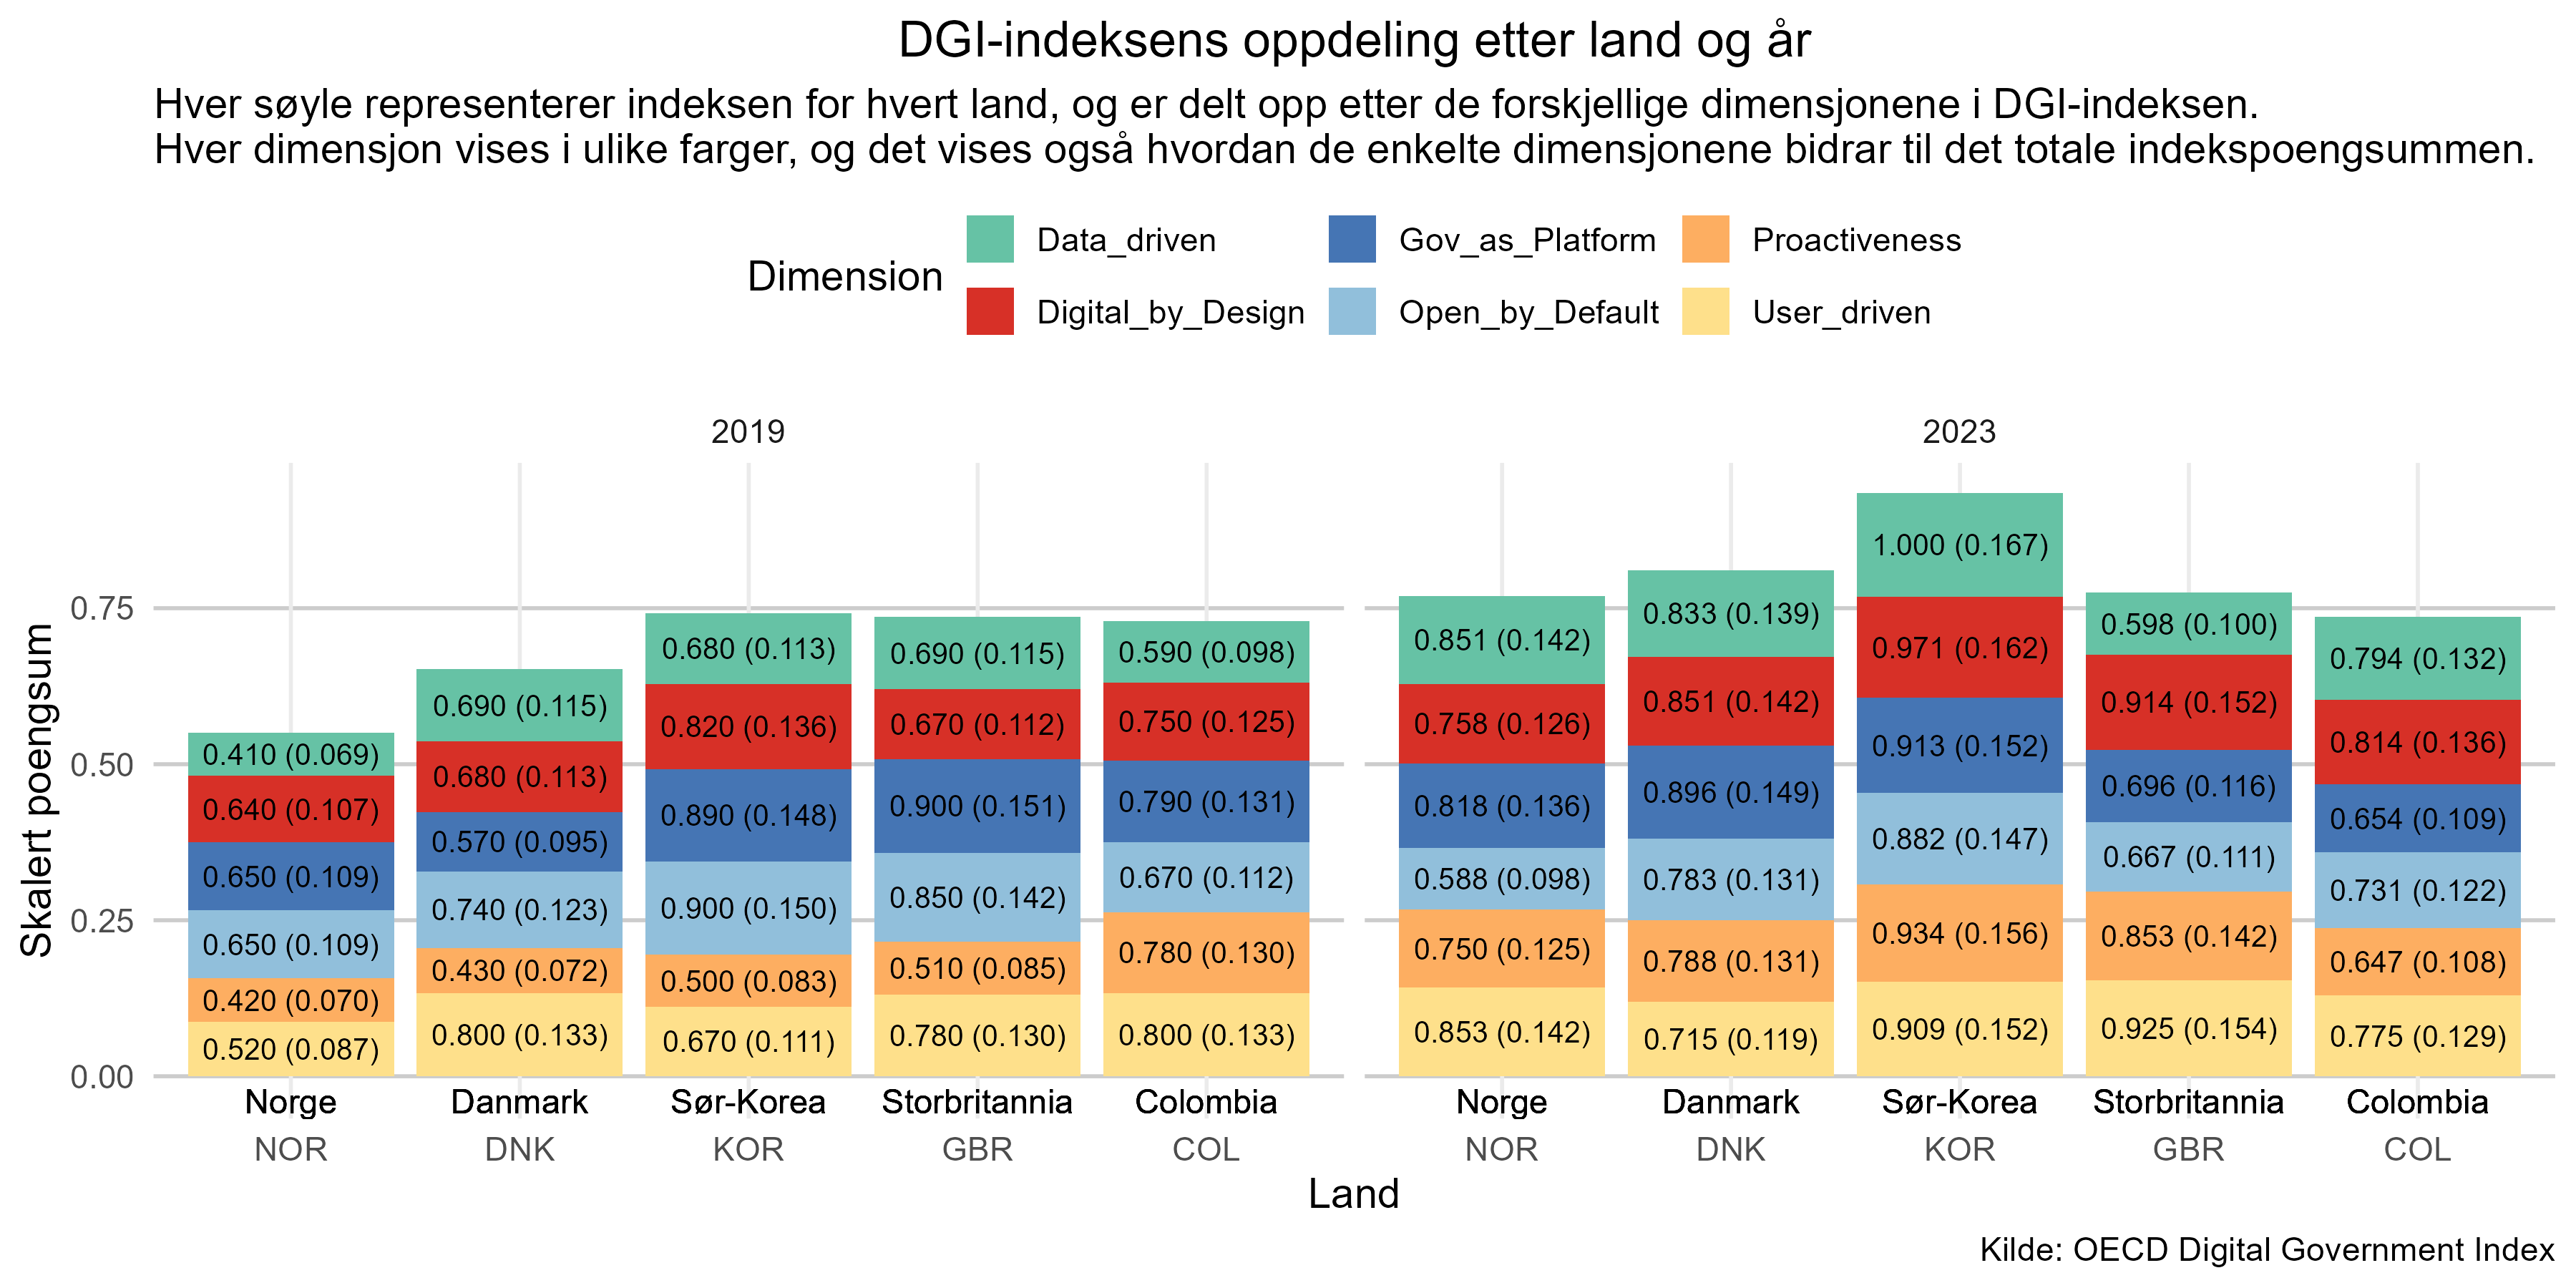 DGI-indeksens oppdeling etter land og år
Hver søyle representerer indeksen for hvert land, og er delt opp etter de forskjellige dimensjonene i DGI-indeksen.
Hver dimensjon vises i ulike farger, og det vises også hvordan de enkelte dimensjonene bidrar til det totale indekspoengsummen.
Dimension
Data_driven Gov_as_Platform Proactiveness
Digital_by_Design Open_by_Default User_driven
2019
0.75
0.50
0.25
0.00
Skalert poengsum
0.410 (0.069)
0.640 (0.107)
0.650 (0.109)
0.650 (0.109)
0.420 (0.070)
0.520 (0.087)
Norge
NOR
0.690 (0.115)
0.680 (0.113)
0.570 (0.095)
0.740 (0.123)
0.430 (0.072)
0.800 (0.133)
Danmark
DNK
0.680 (0.113)
0.820 (0.136)
0.890 (0.148)
0.900 (0.150)
0.500 (0.083)
0.670 (0.111)
Sør-Korea
KOR
0.690 (0.115)
0.670 (0.112)
0.900 (0.151)
0.850 (0.142)
0.510 (0.085)
0.780 (0.130)
Storbritannia
GBR
0.590 (0.098)
0.750 (0.125)
0.790 (0.131)
0.670 (0.112)
0.780 (0.130)
0.800 (0.133)
Colombia
COL
2023
0.851 (0.142)
0.758 (0.126)
0.818 (0.136)
0.588 (0.098)
0.750 (0.125)
0.853 (0.142)
Norge
NOR
0.833 (0.139)
0.851 (0.142)
0.896 (0.149)
0.783 (0.131)
0.788 (0.131)
0.715 (0.119)
Danmark
DNK
1.000 (0.167)
0.971 (0.162)
0.913 (0.152)
0.882 (0.147)
0.934 (0.156)
0.909 (0.152)
Sør-Korea
KOR
0.598 (0.100)
0.914 (0.152)
0.696 (0.116)
0.667 (0.111)
0.853 (0.142)
0.925 (0.154)
Storbritannia
GBR
0.794 (0.132)
0.814 (0.136)
0.654 (0.109)
0.731 (0.122)
0.647 (0.108)
0.775 (0.129)
Colombia
COL
Land
Kilde: OECD Digital Government Index